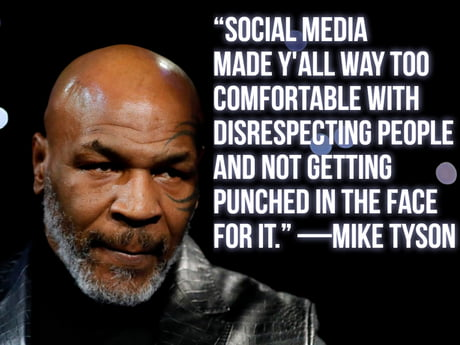 “SOCIAL MEDIA
MADE Y'ALL WAY TOO
COMFORTABLE WITH
DISRESPECTING PEOPLE
AND NOT GETTING
PUNCHED IN THE FACE
FOR IT.” —MIKE TYSON